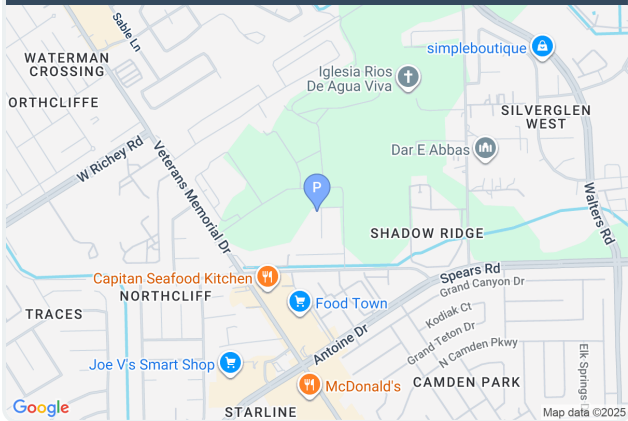 Sable Ln
simpleboutique
WATERMAN
CROSSING
Iglesia Rios
De Agua Viva
ORTHCLIFFE
SILVERGLEN
WEST
W Richey Rd
Veterans Memorial Dr
Dar E Abbas
P
Walters Rd
SHADOW RIDGE
Capitan Seafood Kitchen
Spears Rd
Grand Canyon Dr
NORTHCLIFF
Food Town
TRACES
Kodiak Ct
Antoine Dr
Grand Teton Dr
N Camden Pkwy
Joe V's Smart Shop
Elk Springs
McDonald's
CAMDEN PARK
STARLINE
Google
Map data ©2025